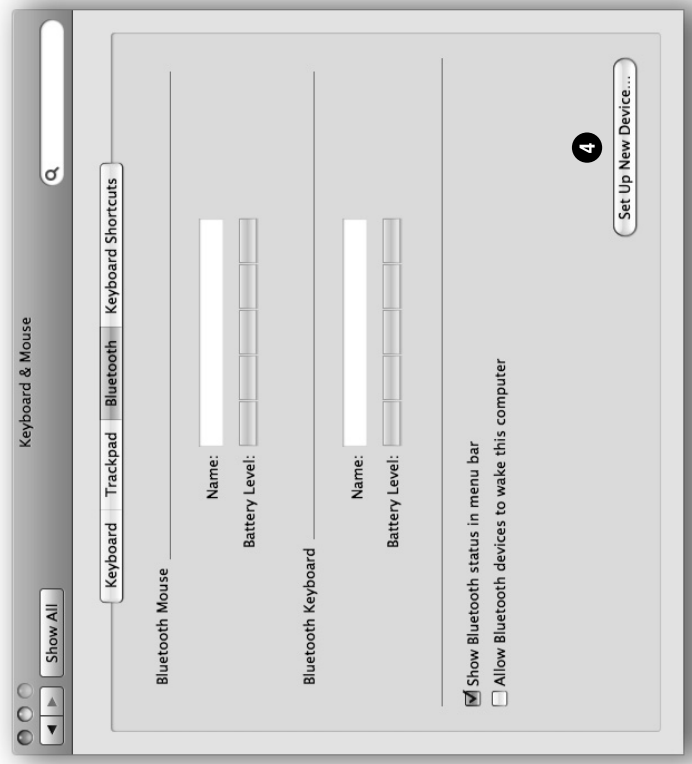 Keyboard & Mouse
Show All
Keyboard Trackpad Bluetooth Keyboard Shortcuts
Bluetooth Mouse
Name:
Battery Level:
Bluetooth Keyboard
Name:
Battery Level:
Show Bluetooth status in menu bar
Allow Bluetooth devices to wake this computer
4
Set Up New Device...